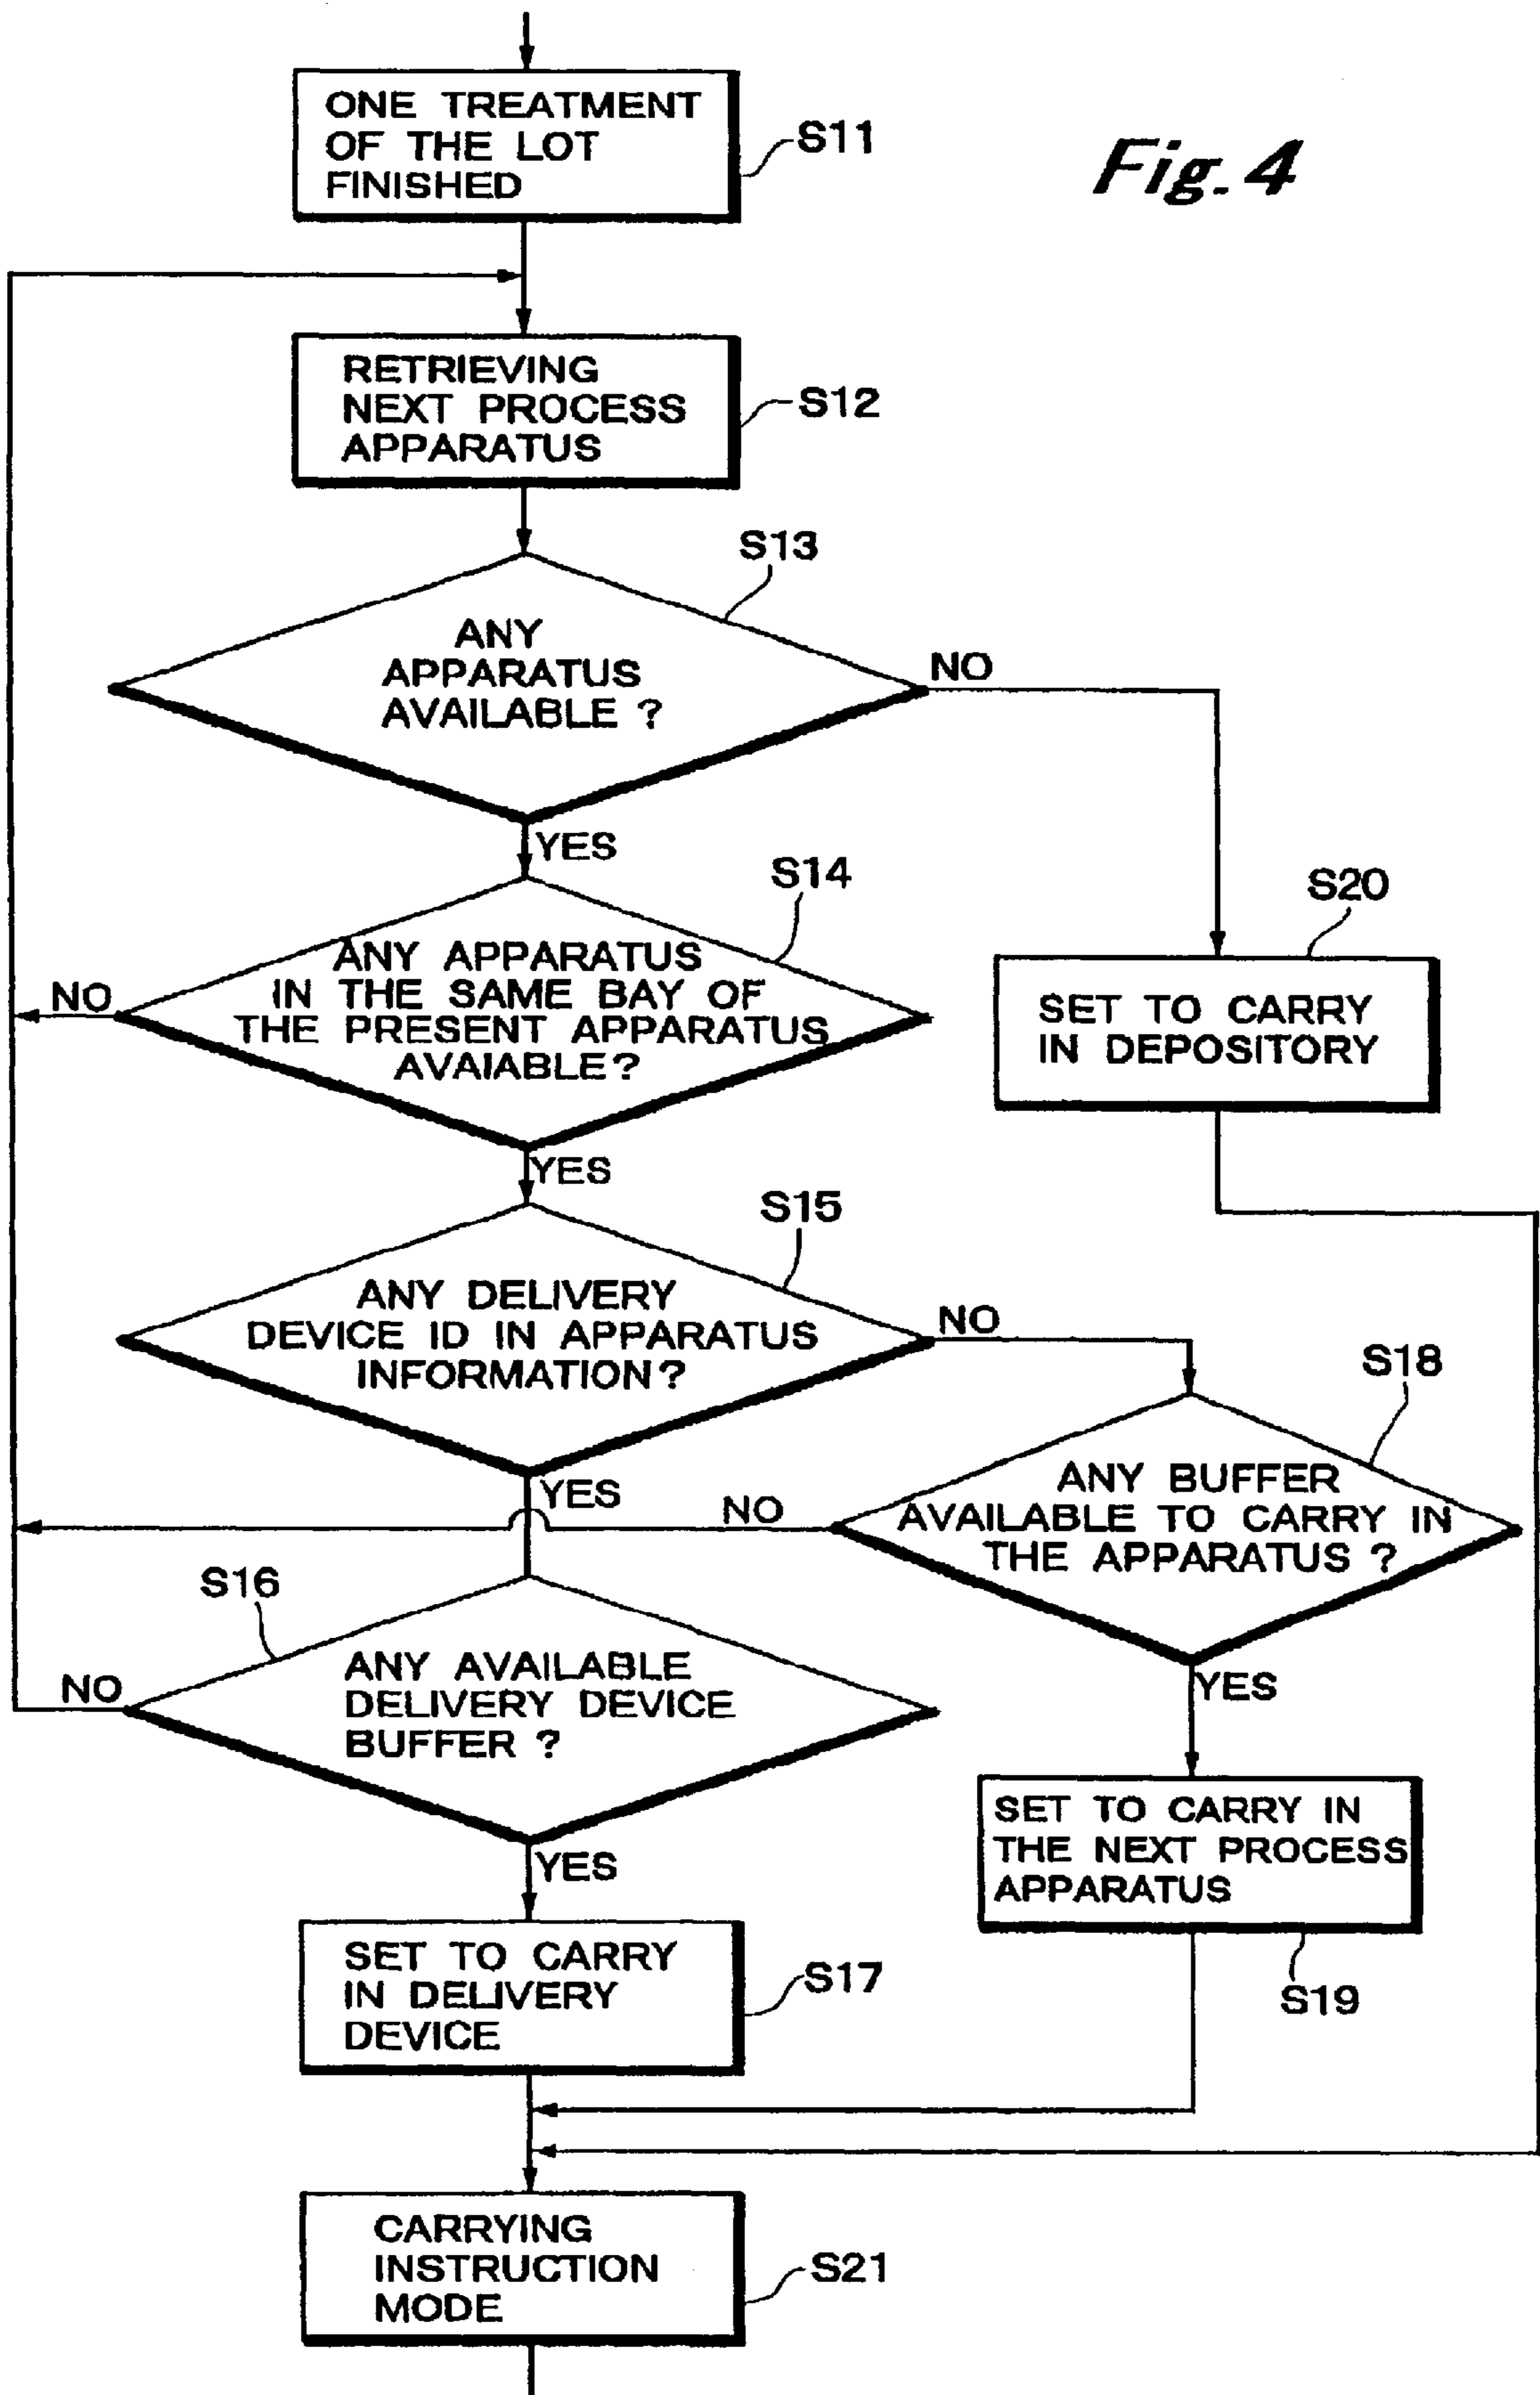 Fig. 4
ONE TREATMENT
OF THE LOT
FINISHED
S11
RETRIEVING
NEXT PROCESS
APPARATUS
S12
S13
ANY
APPARATUS
AVAILABLE ?
NO
YES
S14
ANY APPARATUS
IN THE SAME BAY OF
THE PRESENT APPARATUS
AVAIABLE?
NO
YES
S20
SET TO CARRY
IN DEPOSITORY
S15
ANY DELIVERY
DEVICE ID IN APPARATUS
INFORMATION?
NO
YES
S18
ANY BUFFER
AVAILABLE TO CARRY IN
THE APPARATUS ?
NO
YES
S16
ANY AVAILABLE
DELIVERY DEVICE
BUFFER ?
NO
YES
SET TO CARRY IN
THE NEXT PROCESS
APPARATUS
S19
SET TO CARRY
IN DELIVERY
DEVICE
S17
CARRYING
INSTRUCTION
MODE
S21